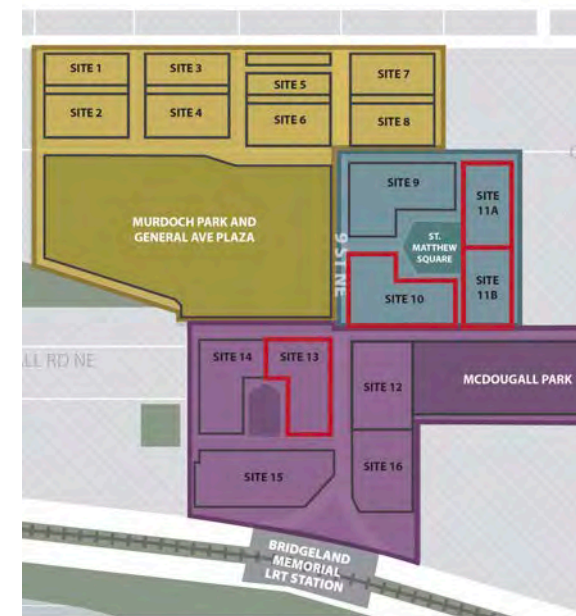 SITE 1
SITE 3
SITE 5
SITE 7
SITE 2
SITE 4
SITE 6
SITE 8
SITE 9
SITE
11A
MURDOCH PARK AND
GENERAL AVE PLAZA
9 ST NE
ST.
MATTHEW
SQUARE
SITE 10
SITE
11B
RD NE
SITE 14
SITE 13
SITE 12
MCDOUGALL PARK
SITE 15
SITE 16
BRIDGELAND
MEMORIAL
LRT STATION